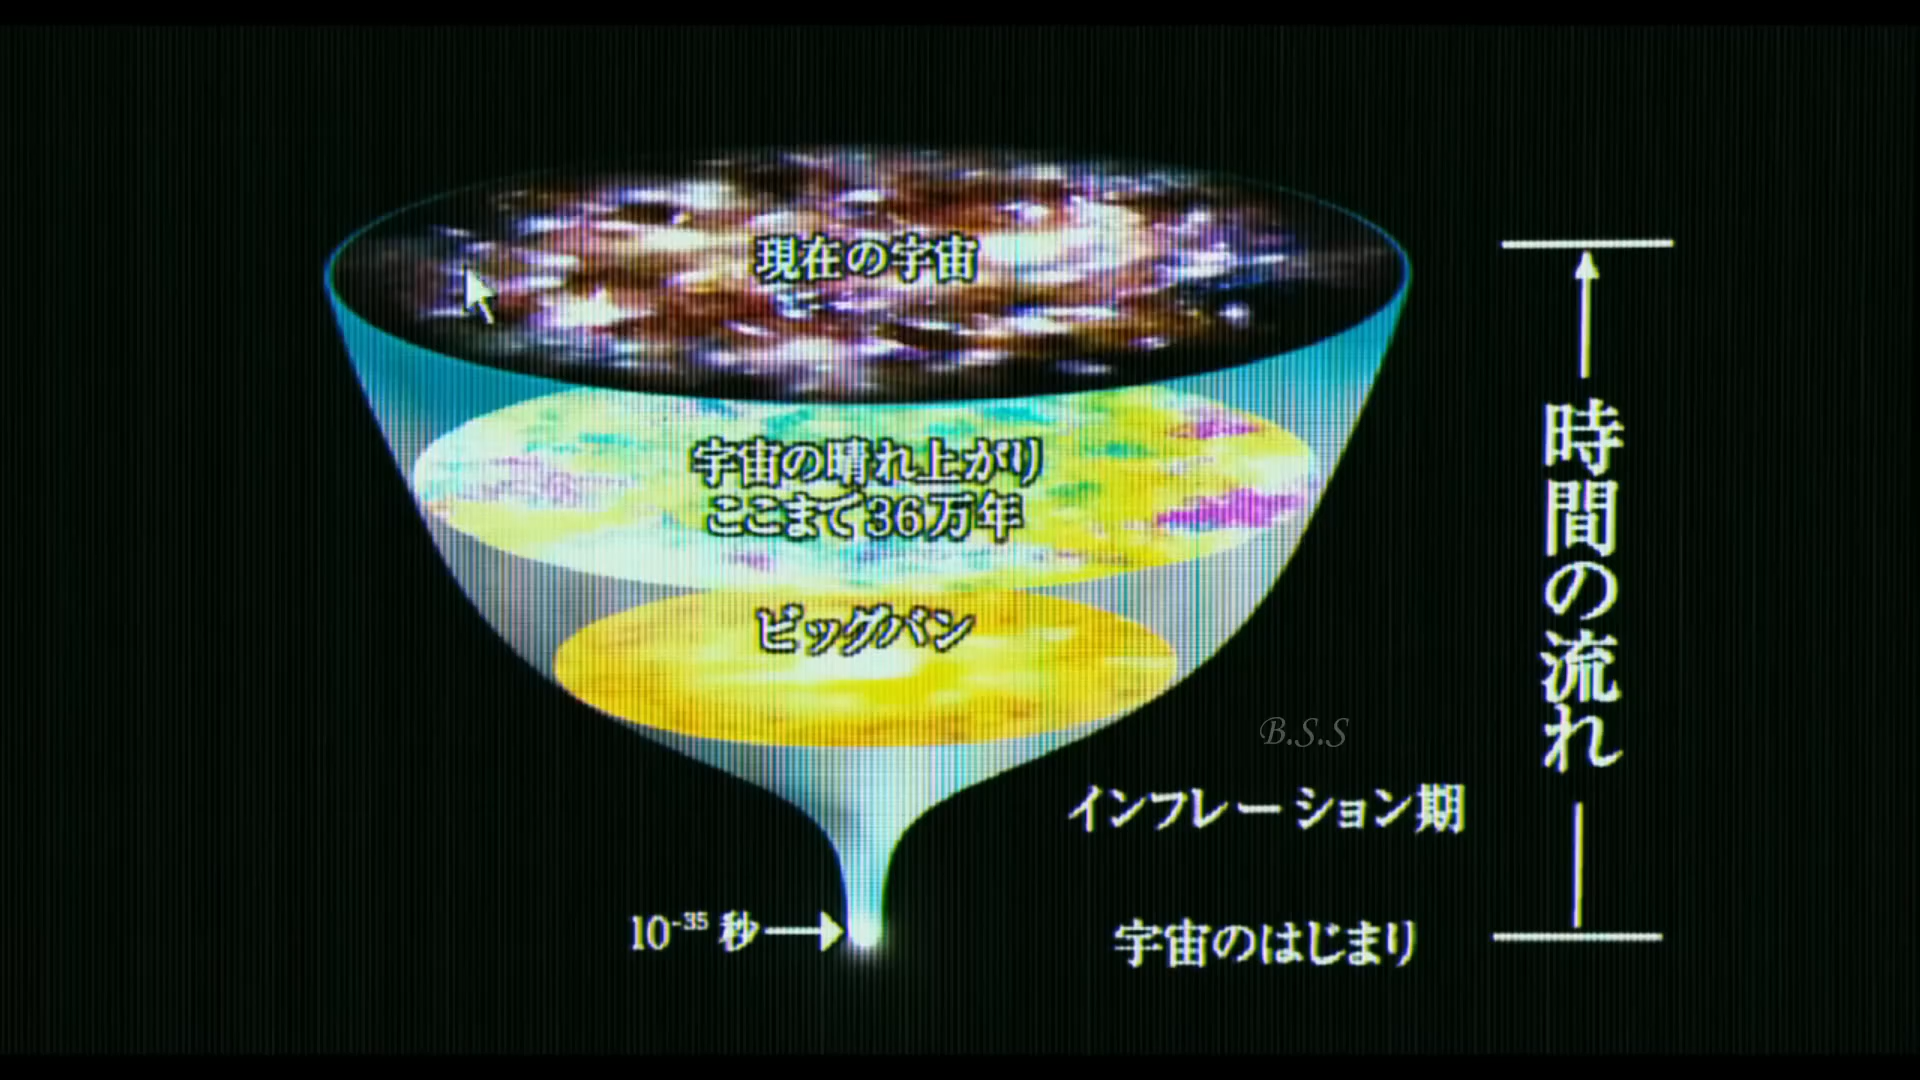 現在の宇宙
宇宙の晴れ上がり
ここまで36万年
ビッグバン
B.S.S
インフレーション期
10⁻³⁵ 秒
宇宙のはじまり
時間の流れ